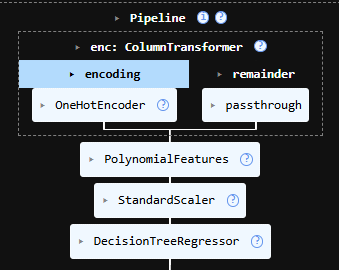 Pipeline i ?
enc: ColumnTransformer ?
encoding remainder
OneHotEncoder ? passthrough
PolynomialFeatures ?
StandardScaler ?
DecisionTreeRegressor ?